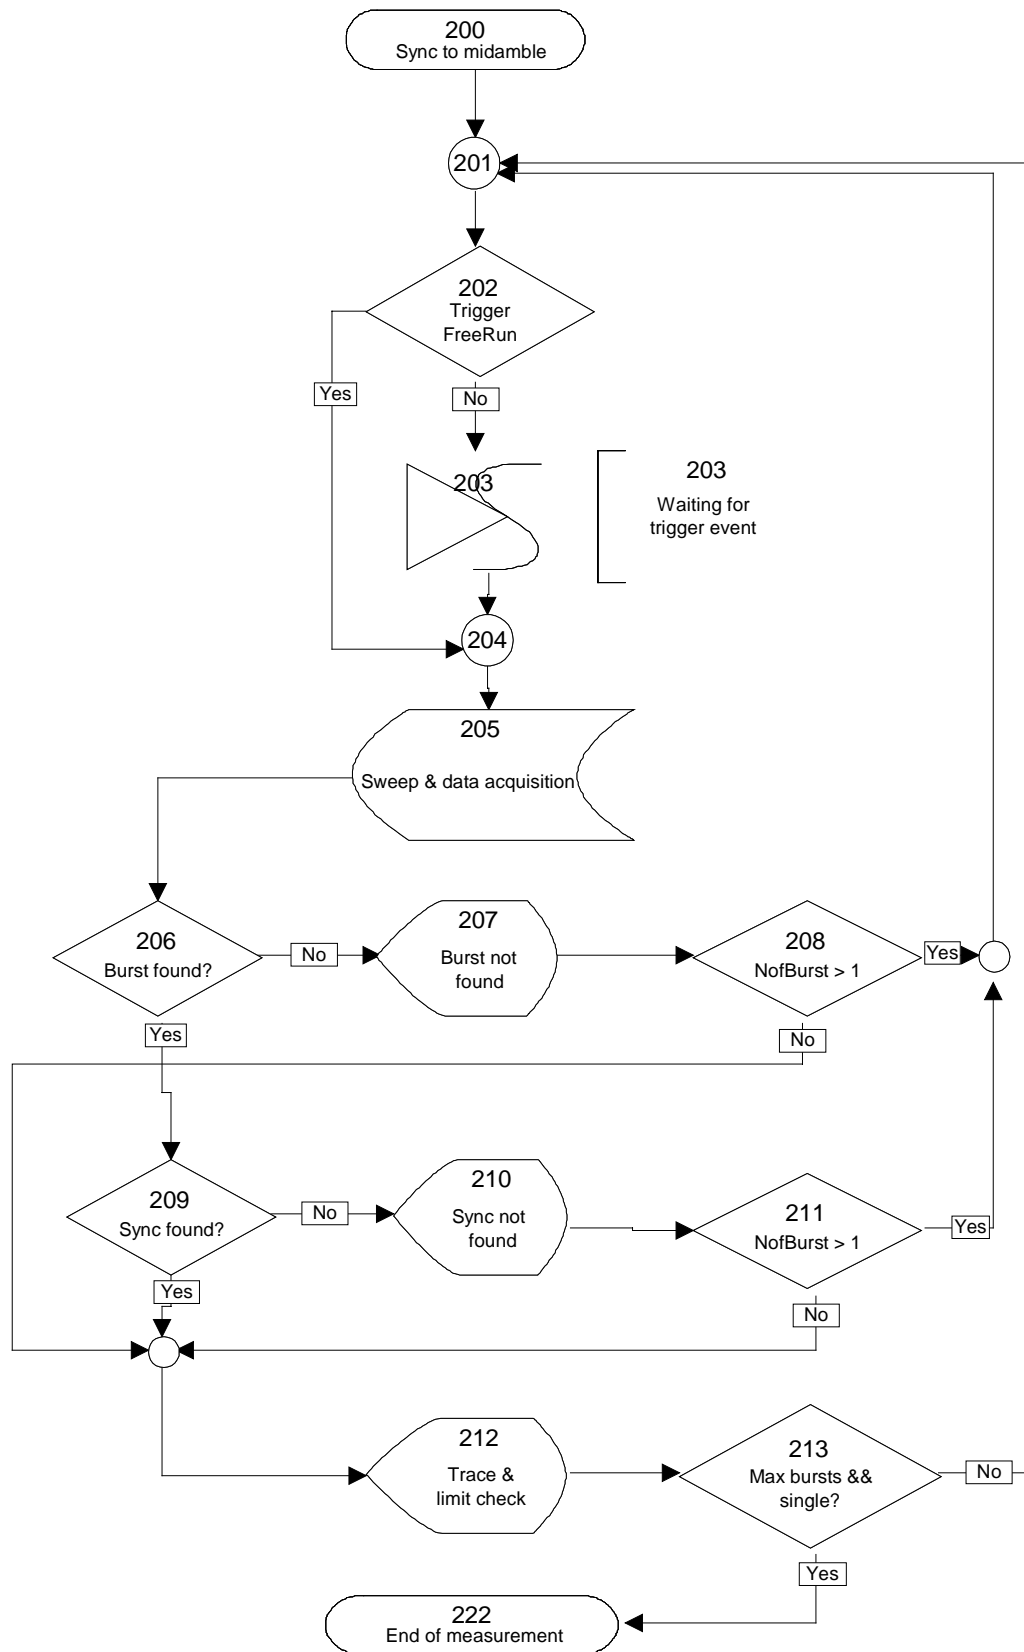 200
Sync to midamble
201
202
Trigger
FreeRun
Yes
No
203
203
Waiting for
trigger event
204
205
Sweep & data acquisition
206
Burst found?
No
207
Burst not
found
208
NofBurst > 1
Yes
Yes
No
209
Sync found?
No
210
Sync not
found
211
NofBurst > 1
Yes
Yes
No
212
Trace &
limit check
213
Max bursts &&
single?
No
Yes
222
End of measurement